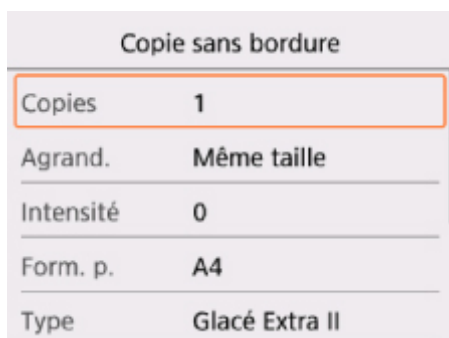 Copie sans bordure
Copies 1
Agrand. Même taille
Intensité 0
Form. p. A4
Type Glacé Extra II